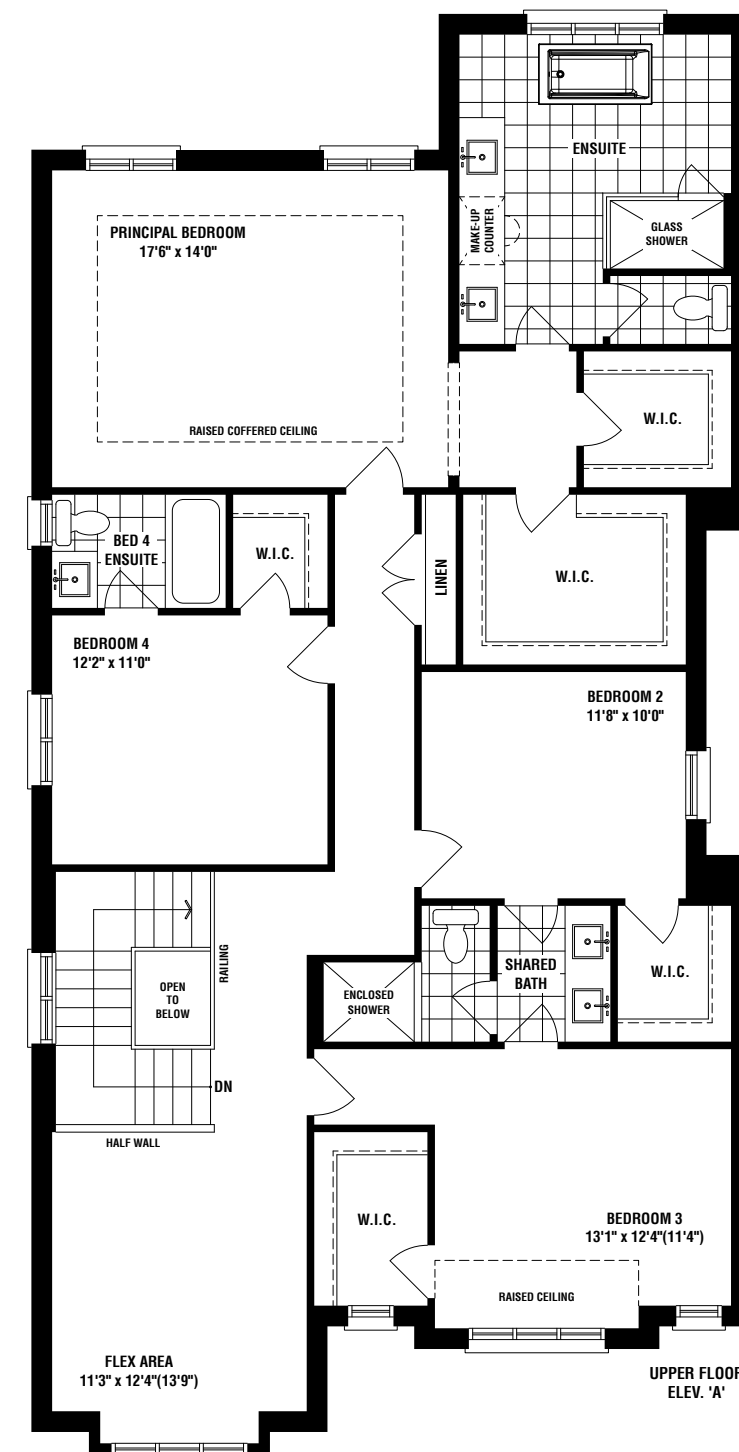 ENSUITE
MAKE-UP
COUNTER
GLASS
SHOWER
PRINCIPAL BEDROOM
17'6" x 14'0"
RAISED COFFERED CEILING
W.I.C.
BED 4
ENSUITE
W.I.C.
LINEN
W.I.C.
BEDROOM 4
12'2" x 11'0"
BEDROOM 2
11'8" x 10'0"
RAILING
OPEN
TO
BELOW
ENCLOSED
SHOWER
SHARED
BATH
W.I.C.
DN
HALF WALL
W.I.C.
BEDROOM 3
13'1" x 12'4"(11'4")
RAISED CEILING
FLEX AREA
11'3" x 12'4"(13'9")
UPPER FLOOR
ELEV. 'A'